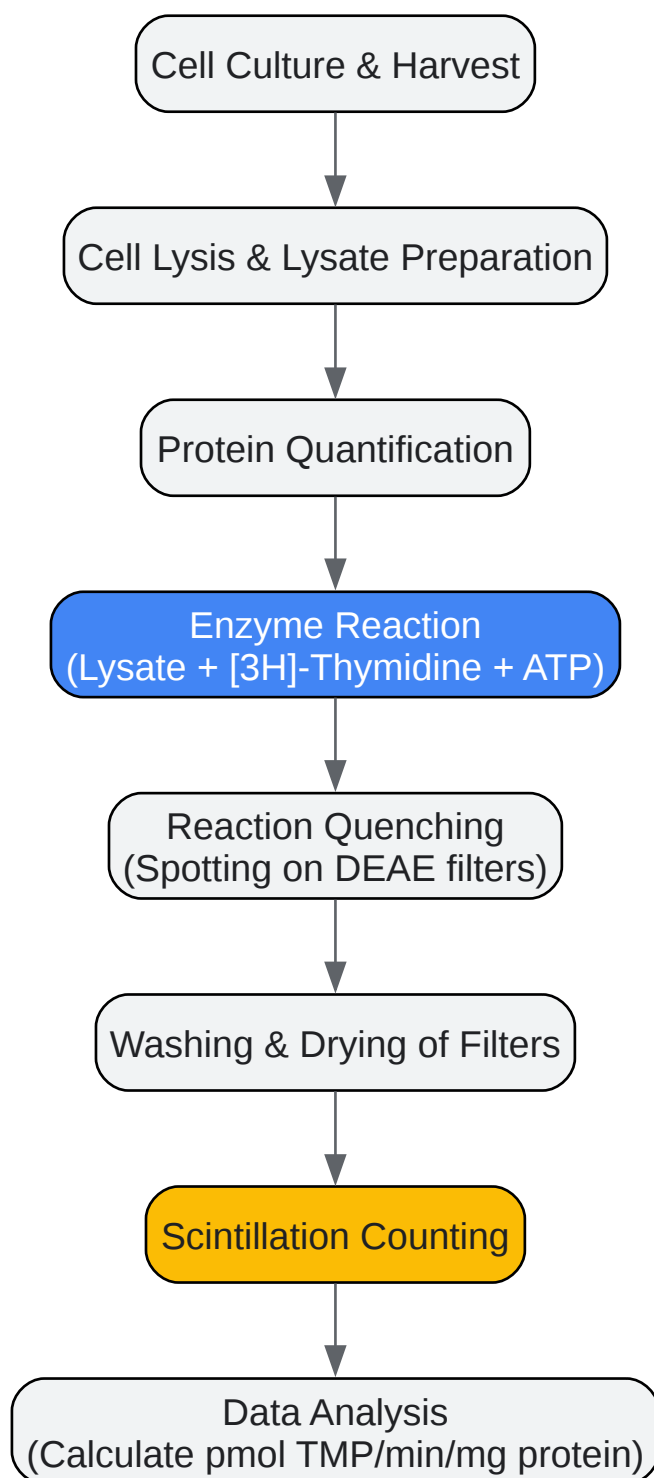 Cell Culture & Harvest
Cell Lysis & Lysate Preparation
Protein Quantification
Enzyme Reaction
(Lysate + [3H]-Thymidine + ATP)
Reaction Quenching
(Spotting on DEAE filters)
Washing & Drying of Filters
Scintillation Counting
Data Analysis
(Calculate pmol TMP/min/mg protein)